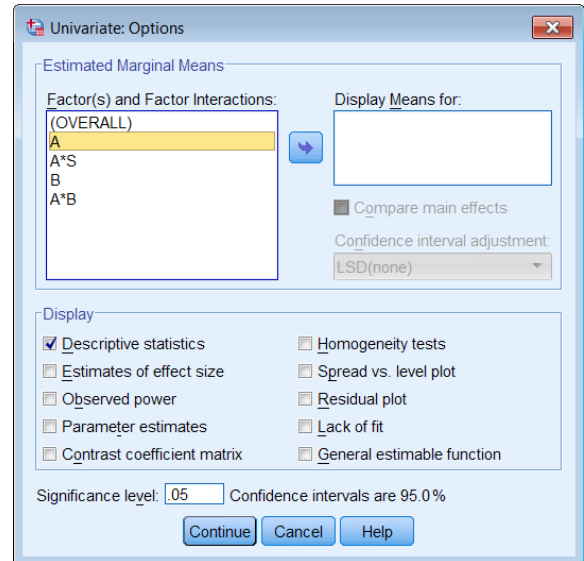 Univariate: Options
Estimated Marginal Means
Factor(s) and Factor Interactions:
(OVERALL)
A
A*S
B
A*B
Display Means for:
Compare main effects
Confidence interval adjustment:
LSD(none)
Display
Descriptive statistics
Homogeneity tests
Estimates of effect size
Spread vs. level plot
Observed power
Residual plot
Parameter estimates
Lack of fit
Contrast coefficient matrix
General estimable function
Significance level: .05 Confidence intervals are 95.0%
Continue Cancel Help